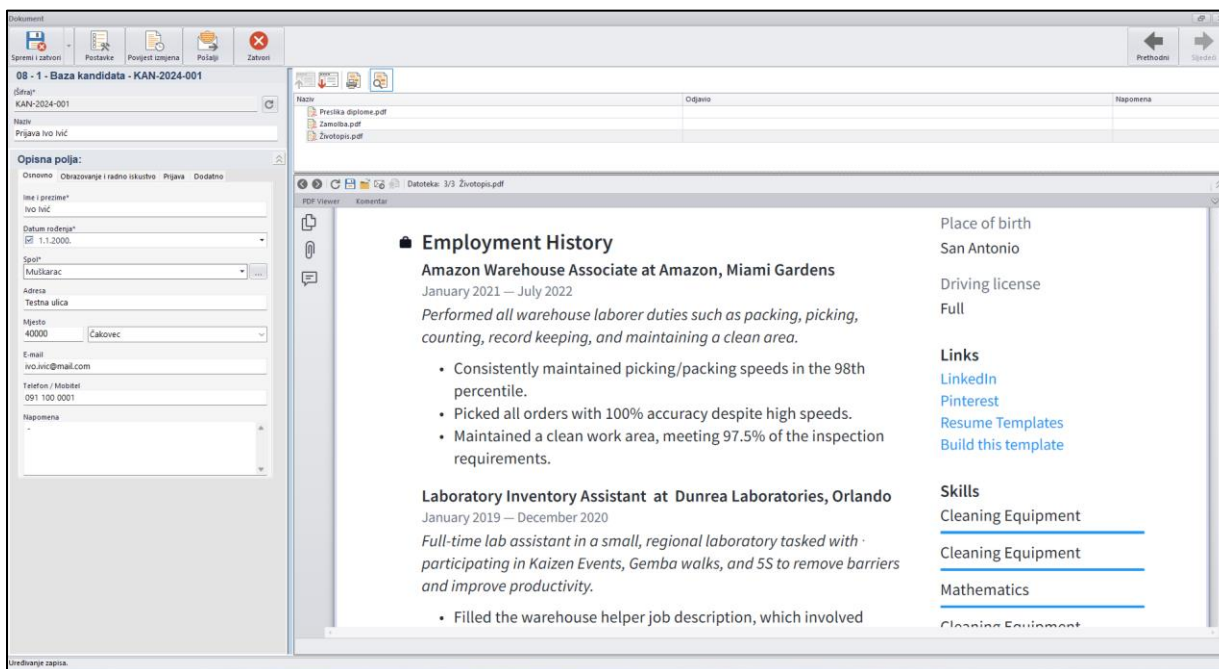 Dokument
Spremi i zatvori
Postavke
Povijest izmjena
Pošalji
Zatvori
Prethodni
Sljedeći
08 - 1 - Baza kandidata - KAN-2024-001
(Šifra)*
KAN-2024-001
Naziv
Prijava Ivo Ivić
Opisna polja:
Osnovno Obrazovanje i radno iskustvo Prijava Dodatno
Ime i prezime*
Ivo Ivić
Datum rođenja*
1.1.2000.
Spol*
Muškarac
...
Adresa
Testna ulica
Mjesto
40000 Čakovec
E-mail
ivo.ivic@mail.com
Telefon / Mobitel
091 100 0001
Napomena
-
Naziv Odjavio Napomena
Preslika diplome.pdf
Zamolba.pdf
Životopis.pdf
Datoteka: 3/3 Životopis.pdf
PDF Viewer Komentar
Employment History
Amazon Warehouse Associate at Amazon, Miami Gardens
January 2021 — July 2022
Performed all warehouse laborer duties such as packing, picking,
counting, record keeping, and maintaining a clean area.
• Consistently maintained picking/packing speeds in the 98th
percentile.
• Picked all orders with 100% accuracy despite high speeds.
• Maintained a clean work area, meeting 97.5% of the inspection
requirements.
Laboratory Inventory Assistant at Dunrea Laboratories, Orlando
January 2019 — December 2020
Full-time lab assistant in a small, regional laboratory tasked with
participating in Kaizen Events, Gemba walks, and 5S to remove barriers
and improve productivity.
• Filled the warehouse helper job description, which involved
Place of birth
San Antonio
Driving license
Full
Links
LinkedIn
Pinterest
Resume Templates
Build this template
Skills
Cleaning Equipment
Cleaning Equipment
Mathematics
Cleaning Equipment
Uređivanje zapisa.